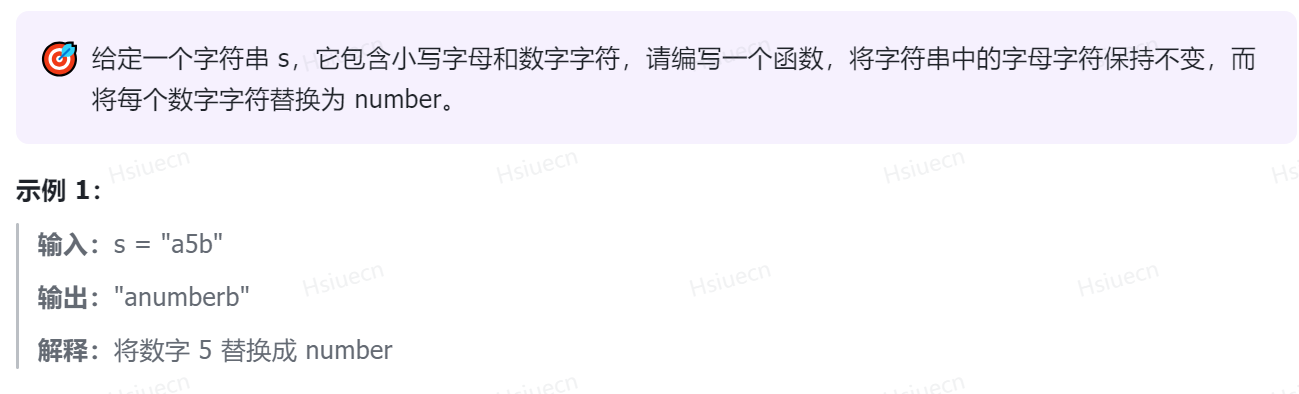 给定一个字符串 s，它包含小写字母和数字字符，请编写一个函数，将字符串中的字母字符保持不变，而
将每个数字字符替换为 number。
示例 1：
输入：s = "a5b"
输出："anumberb"
解释：将数字 5 替换成 number
Hsiuecn
Hsiuecn
Hsiuecn
Hsiuecn
Hsiuecn
Hsiuecn